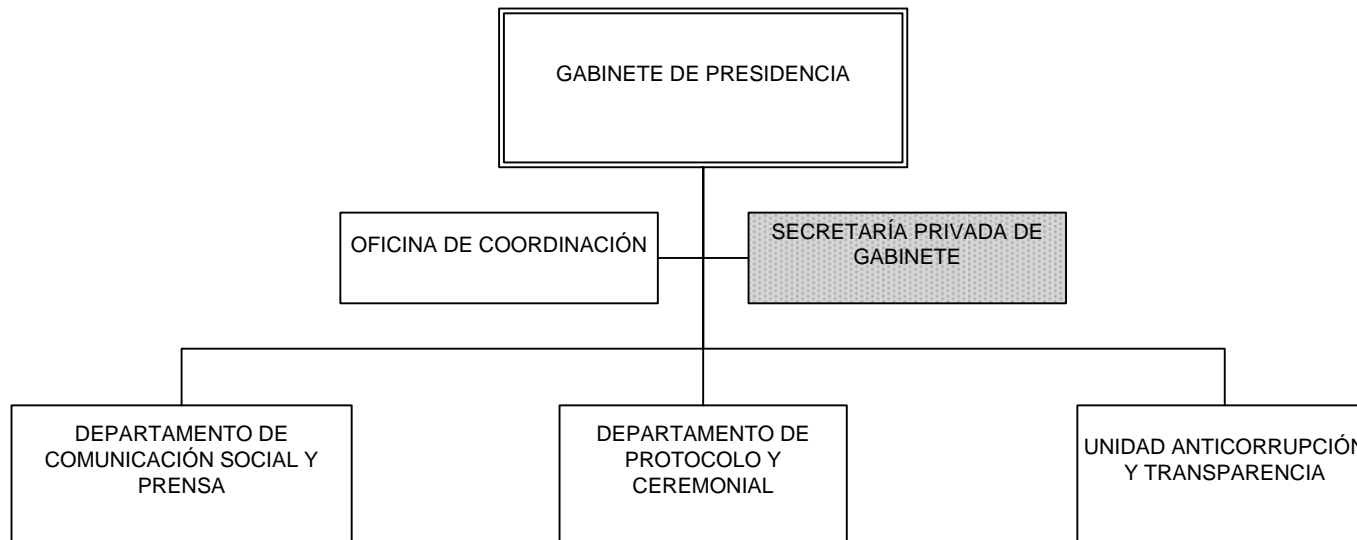 GABINETE DE PRESIDENCIA
OFICINA DE COORDINACIÓN
SECRETARÍA PRIVADA DE
GABINETE
DEPARTAMENTO DE
COMUNICACIÓN SOCIAL Y
PRENSA
DEPARTAMENTO DE
PROTOCOLO Y
CEREMONIAL
UNIDAD ANTICORRUPCIÓN
Y TRANSPARENCIA